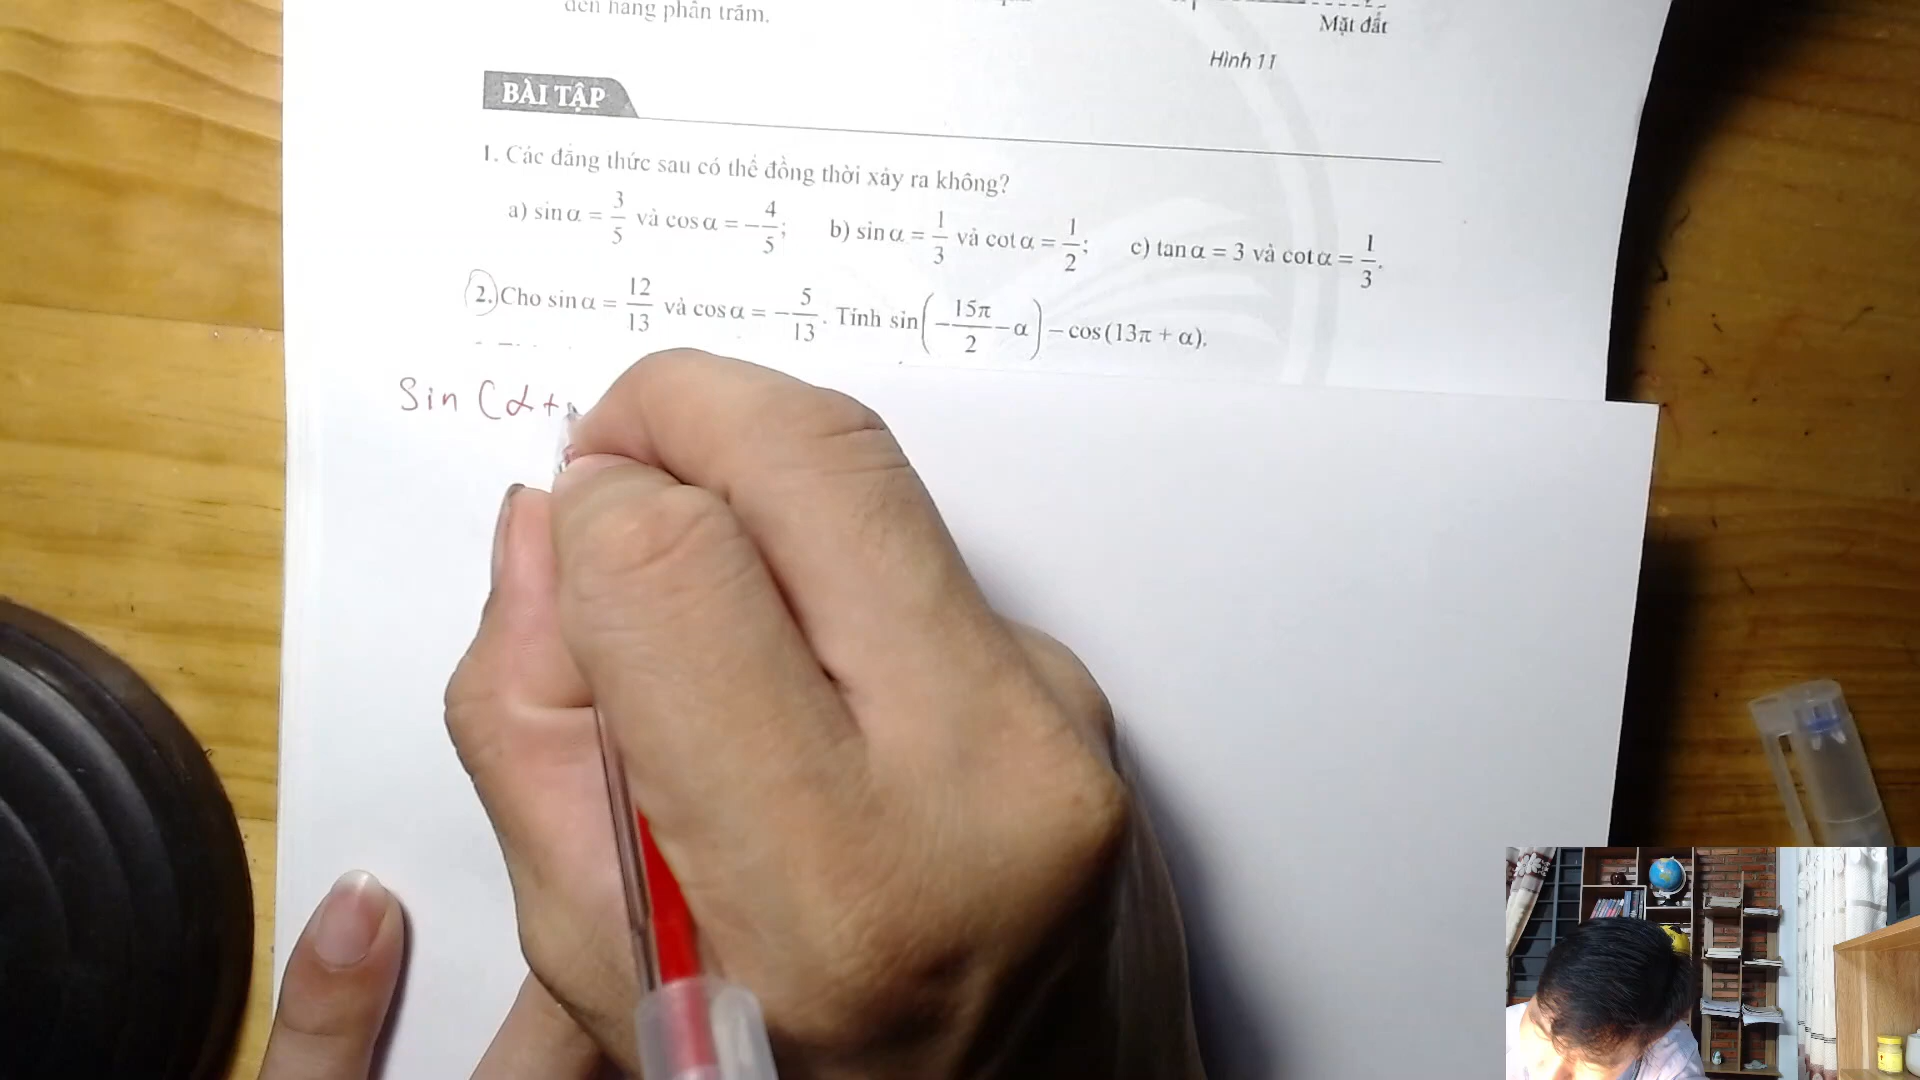 đến hàng phần trăm.
Mặt đất
Hình 11
BÀI TẬP
1. Các đẳng thức sau có thể đồng thời xảy ra không?
a) sin α = 3/5 và cos α = −4/5; b) sin α = 1/3 và cot α = 1/2; c) tan α = 3 và cot α = 1/3.
2. Cho sin α = 12/13 và cos α = −5/13. Tính sin(−15π/2 − α) − cos(13π + α).
Sin (α +